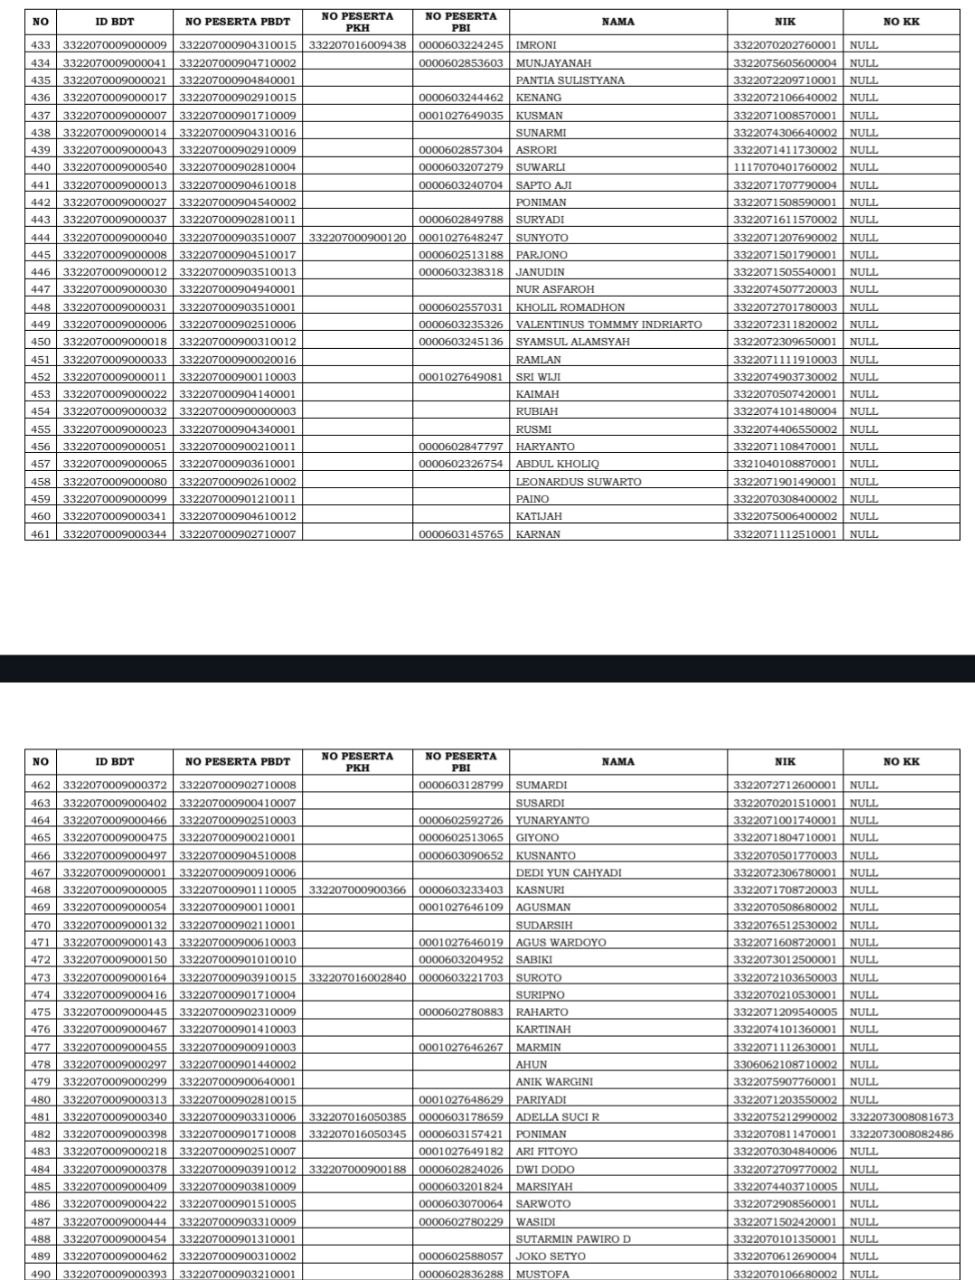 NO ID BDT NO PESERTA PBDT NO PESERTA PKH NO PESERTA PBI NAMA NIK NO KK
433 3322070009000009 332207000904310015 332207016009438 0000603224245 IMRONI 3322070202760001 NULL
434 3322070009000041 332207000904710002 0000602853603 MUNJAYANAH 3322075605600004 NULL
435 3322070009000021 332207000904840001 PANTIA SULISTYANA 3322072209710001 NULL
436 3322070009000017 332207000902910015 0000603244462 KENANG 3322072106640002 NULL
437 3322070009000007 332207000901710009 0001027649035 KUSMAN 3322071008570001 NULL
438 3322070009000014 332207000904310016 SUNARMI 3322074306640002 NULL
439 3322070009000043 332207000902910009 0000602857304 ASRORI 3322071411730002 NULL
440 3322070009000540 332207000902810004 0000603207279 SUWARLI 1117070401760002 NULL
441 3322070009000013 332207000904610018 0000603240704 SAPTO AJI 3322071707790004 NULL
442 3322070009000027 332207000904540002 PONIMAN 3322071508590001 NULL
443 3322070009000037 332207000902810011 0000602849788 SURYADI 3322071611570002 NULL
444 3322070009000040 332207000903510007 332207000900120 0001027648247 SUNYOTO 3322071207690002 NULL
445 3322070009000008 332207000904510017 0000602513188 PARJONO 3322071501790001 NULL
446 3322070009000012 332207000903510013 0000603238318 JANUDIN 3322071505540001 NULL
447 3322070009000030 332207000904940001 NUR ASFAROH 3322074507720003 NULL
448 3322070009000031 332207000903510001 0000602557031 KHOLIL ROMADHON 3322072701780003 NULL
449 3322070009000006 332207000902510006 0000603235326 VALENTINUS TOMMMY INDRIARTO 3322072311820002 NULL
450 3322070009000018 332207000900310012 0000603245136 SYAMSUL ALAMSYAH 3322072309650001 NULL
451 3322070009000033 332207000900020016 RAMLAN 3322071111910003 NULL
452 3322070009000011 332207000900110003 0001027649081 SRI WIJI 3322074903730002 NULL
453 3322070009000022 332207000904140001 KAIMAH 3322070507420001 NULL
454 3322070009000032 332207000900000003 RUBIAH 3322074101480004 NULL
455 3322070009000023 332207000904340001 RUSMI 3322074406550002 NULL
456 3322070009000051 332207000900210011 0000602847797 HARYANTO 3322071108470001 NULL
457 3322070009000065 332207000903610001 0000602326754 ABDUL KHOLIQ 3321040108870001 NULL
458 3322070009000080 332207000902610002 LEONARDUS SUWARTO 3322071901490001 NULL
459 3322070009000099 332207000901210011 PAINO 3322070308400002 NULL
460 3322070009000341 332207000904610012 KATIJAH 3322075006400002 NULL
461 3322070009000344 332207000902710007 0000603145765 KARNAN 3322071112510001 NULL
NO ID BDT NO PESERTA PBDT NO PESERTA PKH NO PESERTA PBI NAMA NIK NO KK
462 3322070009000372 332207000902710008 0000603128799 SUMARDI 3322072712600001 NULL
463 3322070009000402 332207000900410007 SUSARDI 3322070201510001 NULL
464 3322070009000466 332207000902510003 0000602592726 YUNARYANTO 3322071001740001 NULL
465 3322070009000475 332207000900210001 0000602513065 GIYONO 3322071804710001 NULL
466 3322070009000497 332207000904510008 0000603090652 KUSNANTO 3322070501770003 NULL
467 3322070009000001 332207000900910006 DEDI YUN CAHYADI 3322072306780001 NULL
468 3322070009000005 332207000901110005 332207000900366 0000603233403 KASNURI 3322071708720003 NULL
469 3322070009000054 332207000900110001 0001027646109 AGUSMAN 3322070508680002 NULL
470 3322070009000132 332207000902110001 SUDARSIH 3322076512530002 NULL
471 3322070009000143 332207000900610003 0001027646019 AGUS WARDOYO 3322071608720001 NULL
472 3322070009000150 332207000901010010 0000603204952 SABIKI 3322073012500001 NULL
473 3322070009000164 332207000903910015 332207016002840 0000603221703 SUROTO 3322072103650003 NULL
474 3322070009000416 332207000901710004 SURIPNO 3322070210530001 NULL
475 3322070009000445 332207000902310009 0000602780883 RAHARTO 3322071209540005 NULL
476 3322070009000467 332207000901410003 KARTINAH 3322074101360001 NULL
477 3322070009000455 332207000900910003 0001027646267 MARMIN 3322071112630001 NULL
478 3322070009000297 332207000901440002 AHUN 3306062108710002 NULL
479 3322070009000299 332207000900640001 ANIK WARGINI 3322075907760001 NULL
480 3322070009000313 332207000902810015 0001027648629 PARIYADI 3322071203550002 NULL
481 3322070009000340 332207000903310006 332207016050385 0000603178659 ADELLA SUCI R 3322075212990002 3322073008081673
482 3322070009000398 332207000901710008 332207016050345 0000603157421 PONIMAN 3322070811470001 3322073008082486
483 3322070009000218 332207000902510007 0001027649182 ARI FITOYO 3322070304840006 NULL
484 3322070009000378 332207000903910012 332207000900188 0000602824026 DWI DODO 3322072709770002 NULL
485 3322070009000409 332207000903810009 0000603201824 MARSIYAH 3322074403710005 NULL
486 3322070009000422 332207000901510005 0000603070064 SARWOTO 3322072908560001 NULL
487 3322070009000444 332207000903310009 0000602780229 WASIDI 3322071502420001 NULL
488 3322070009000454 332207000901310001 SUTARMIN PAWIRO D 3322070101350001 NULL
489 3322070009000462 332207000900310002 0000602588057 JOKO SETYO 3322070612690004 NULL
490 3322070009000393 332207000903210001 0000602836288 MUSTOFA 3322070106680002 NULL